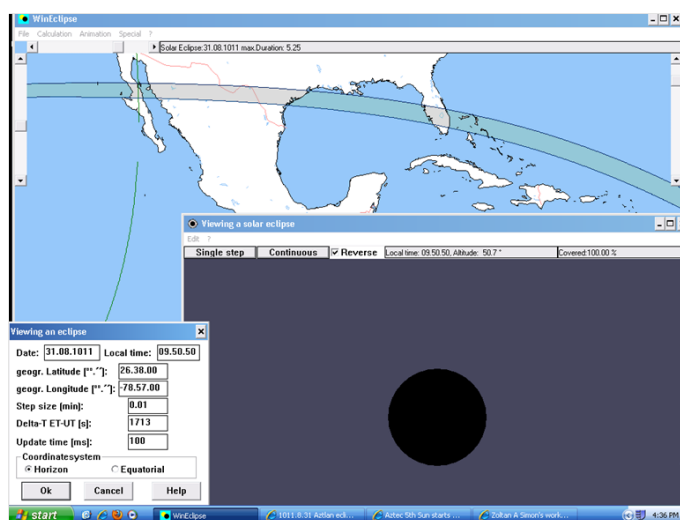 WinEclipse
File Calculation Animation Special ?
Solar Eclipse:31.08.1011 max.Duration: 5.25
Viewing a solar eclipse
Edit ?
Single step Continuous Reverse Local time: 09.50.50, Altitude: 50.7 ° Covered:100.00 %
Viewing an eclipse
Date: 31.08.1011 Local time: 09.50.50
geogr. Latitude [°'.´´]: 26.38.00
geogr. Longitude [°'.´´]: -78.57.00
Step size [min]: 0.01
Delta-T ET-UT [s]: 1713
Update time [ms]: 100
Coordinatesystem
Horizon Equatorial
Ok Cancel Help
start WinEclipse 1011.8.31 Aztlan ecli... Aztec 5th Sun starts ... Zoltan A Simon's work... 4:36 PM